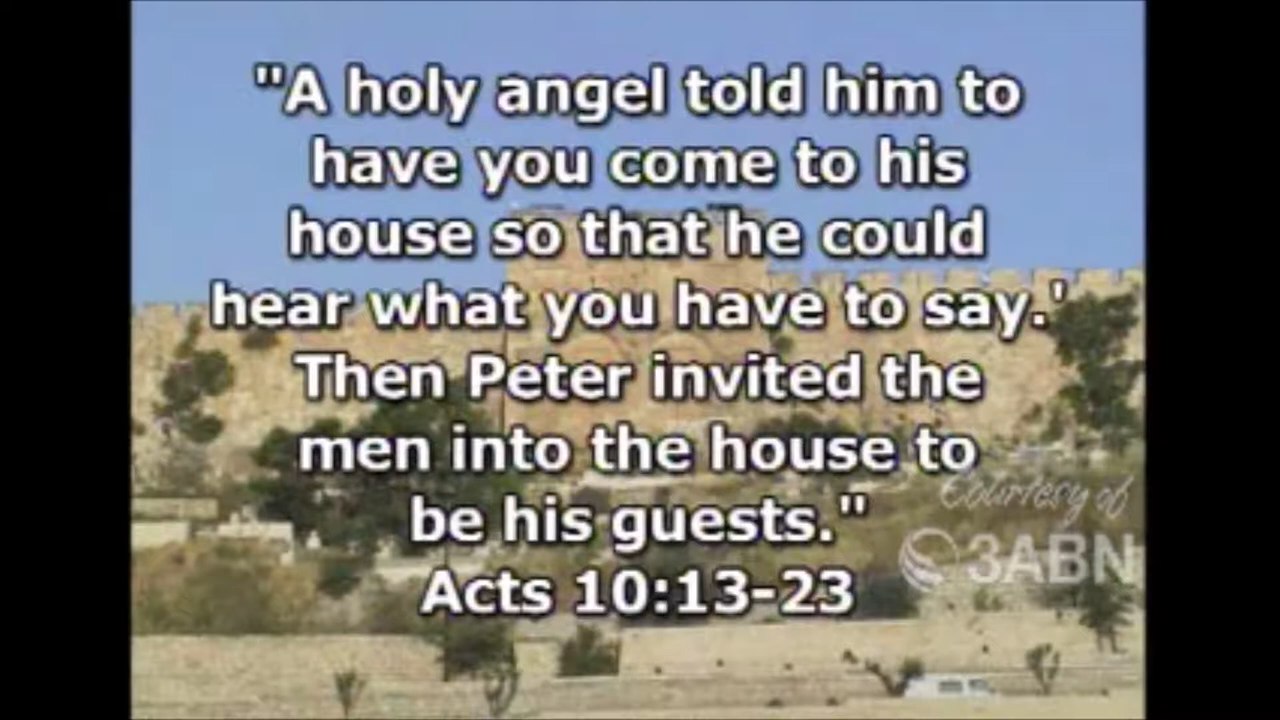 "A holy angel told him to
have you come to his
house so that he could
hear what you have to say.'
Then Peter invited the
men into the house to
be his guests."
Acts 10:13-23
Courtesy of
3ABN